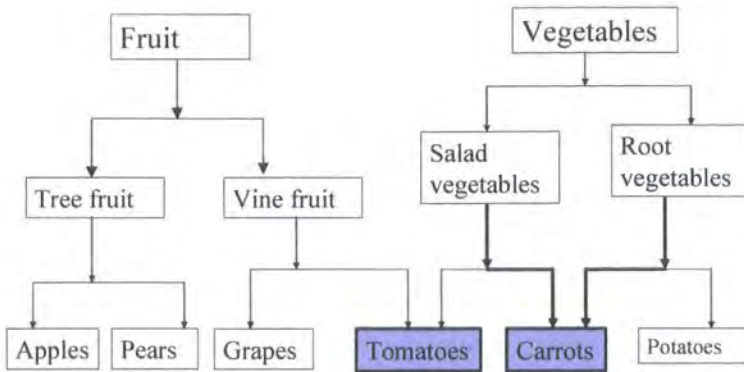 Fruit
Vegetables
Tree fruit
Vine fruit
Salad
vegetables
Root
vegetables
Apples
Pears
Grapes
Tomatoes
Carrots
Potatoes